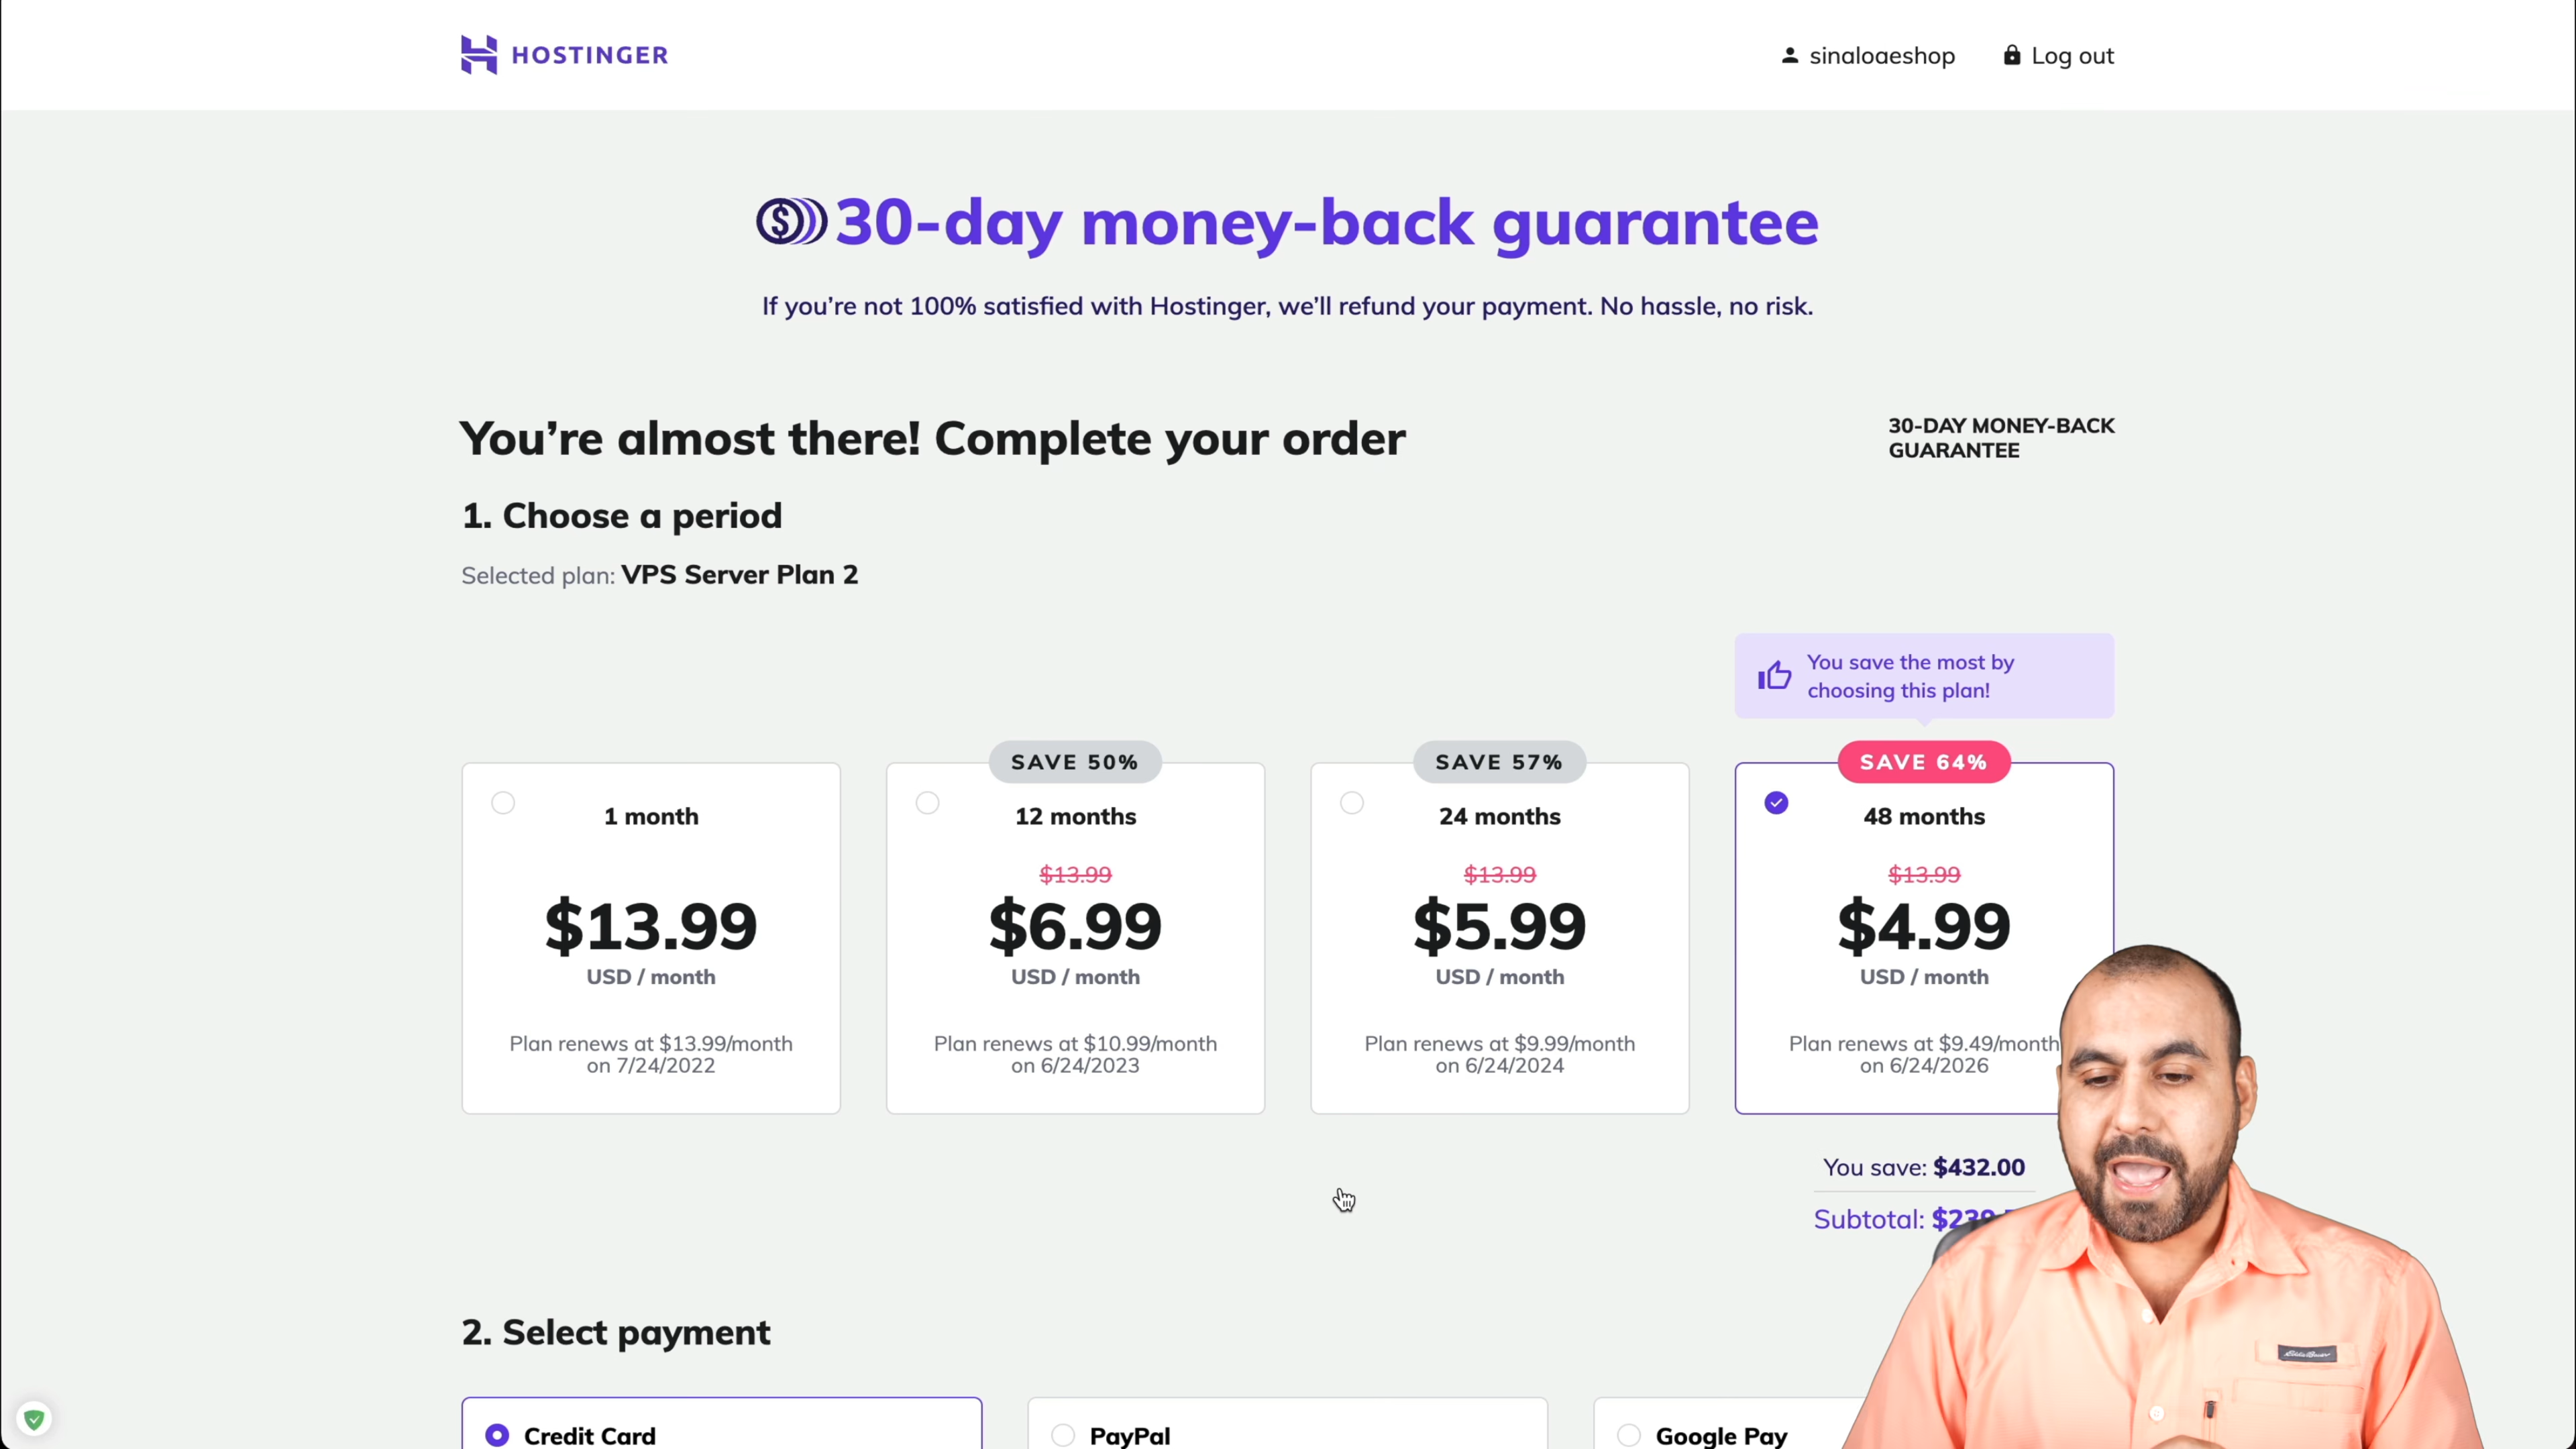 HOSTINGER
sinaloaeshop
Log out
30-day money-back guarantee
If you're not 100% satisfied with Hostinger, we'll refund your payment. No hassle, no risk.
You're almost there! Complete your order
30-DAY MONEY-BACK
GUARANTEE
1. Choose a period
Selected plan: VPS Server Plan 2
You save the most by
choosing this plan!
1 month
$13.99
USD / month
Plan renews at $13.99/month
on 7/24/2022
SAVE 50%
12 months
$13.99
$6.99
USD / month
Plan renews at $10.99/month
on 6/24/2023
SAVE 57%
24 months
$13.99
$5.99
USD / month
Plan renews at $9.99/month
on 6/24/2024
SAVE 64%
48 months
$13.99
$4.99
USD / month
Plan renews at $9.49/month
on 6/24/2026
You save: $432.00
Subtotal:
2. Select payment
Credit Card
PayPal
Google Pay